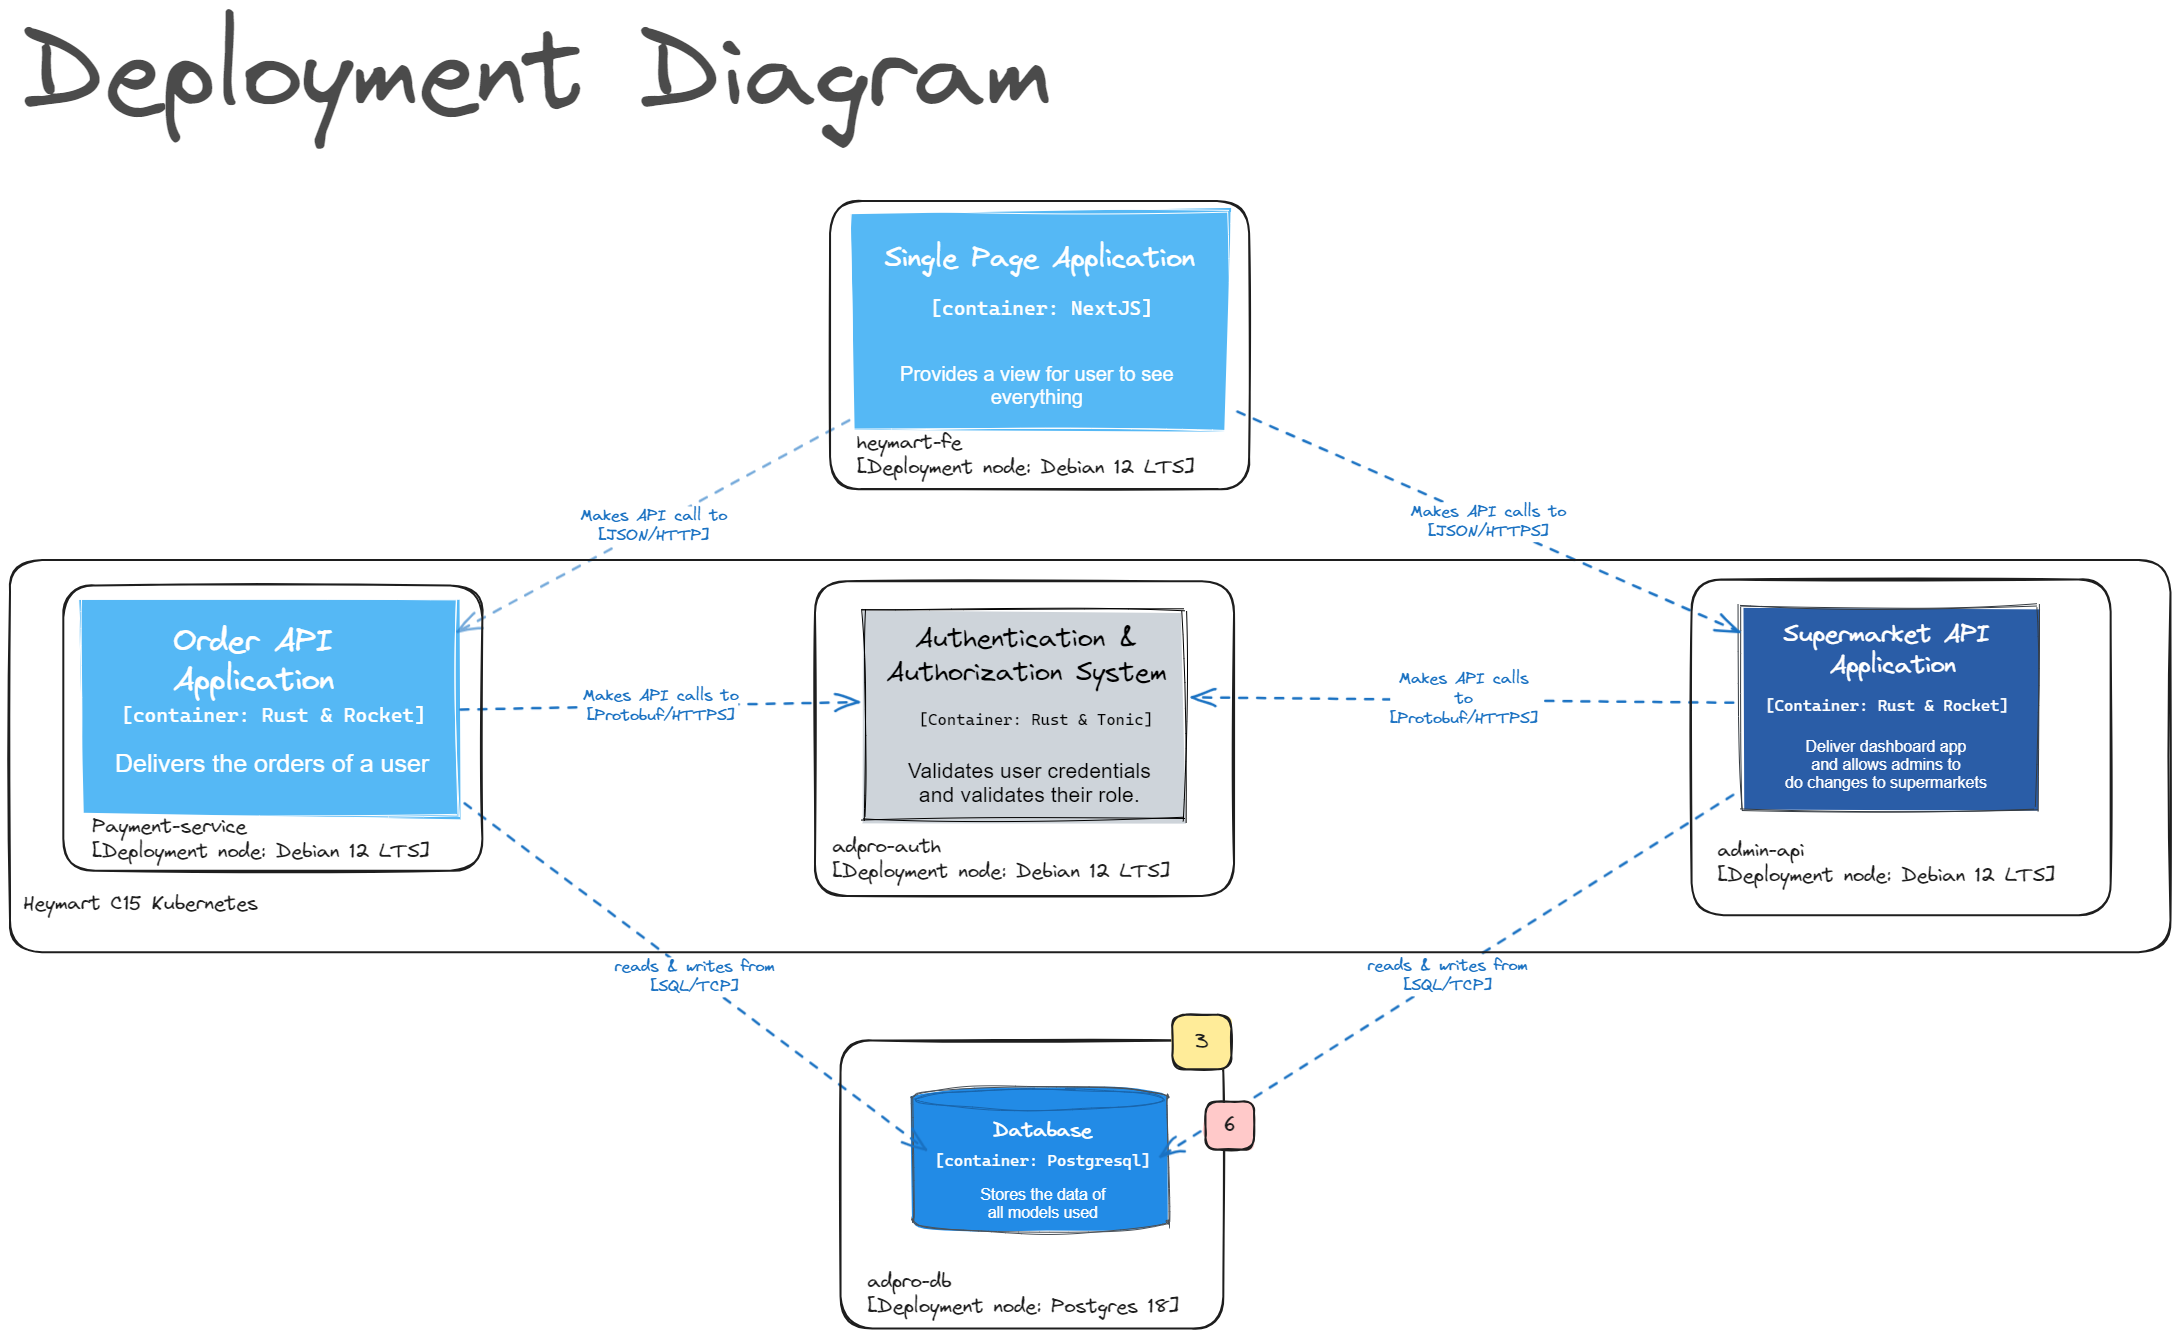 Deployment Diagram
Single Page Application
[container: NextJS]
Provides a view for user to see
everything
heymart-fe
[Deployment node: Debian 12 LTS]
Makes API call to
[JSON/HTTP]
Makes API calls to
[JSON/HTTPS]
Order API
Application
[container: Rust & Rocket]
Delivers the orders of a user
Payment-service
[Deployment node: Debian 12 LTS]
Heymart C15 Kubernetes
Makes API calls to
[Protobuf/HTTPS]
Authentication &
Authorization System
[Container: Rust & Tonic]
Validates user credentials
and validates their role.
adpro-auth
[Deployment node: Debian 12 LTS]
Makes API calls
to
[Protobuf/HTTPS]
Supermarket API
Application
[Container: Rust & Rocket]
Deliver dashboard app
and allows admins to
do changes to supermarkets
admin-api
[Deployment node: Debian 12 LTS]
reads & writes from
[SQL/TCP]
reads & writes from
[SQL/TCP]
3
6
Database
[container: Postgresql]
Stores the data of
all models used
adpro-db
[Deployment node: Postgres 18]